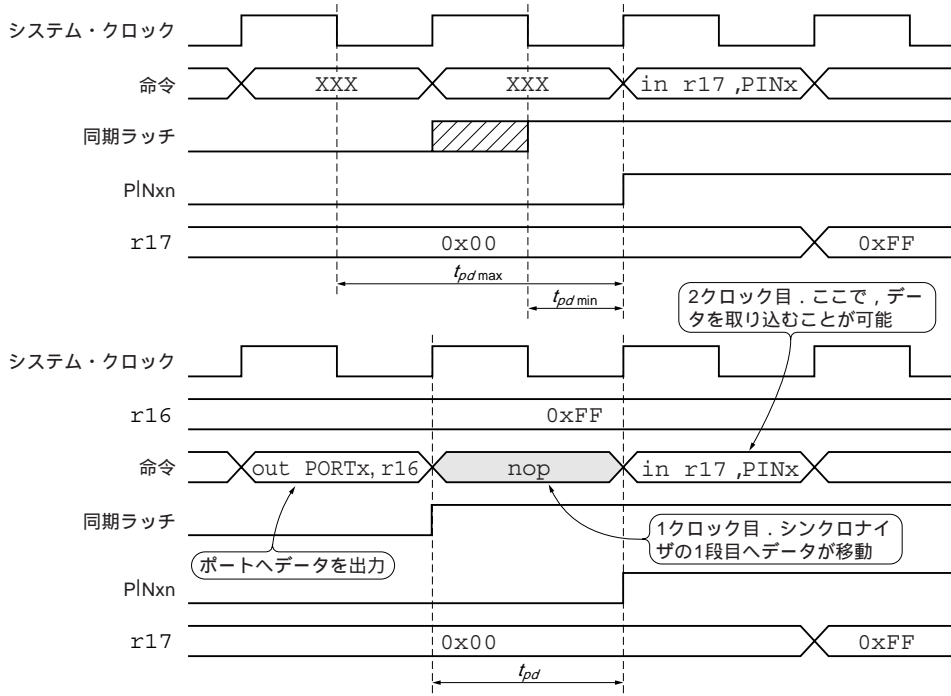 システム・クロック
命令
XXX
XXX
in r17 ,PINx
同期ラッチ
PINxn
r17
0x00
0xFF
tpd max
tpd min
2クロック目．ここで，デー
タを取り込むことが可能
システム・クロック
r16
0xFF
命令
out PORTx, r16
nop
in r17 ,PINx
同期ラッチ
ポートへデータを出力
1クロック目．シンクロナイ
ザの1段目へデータが移動
PINxn
r17
0x00
0xFF
tpd